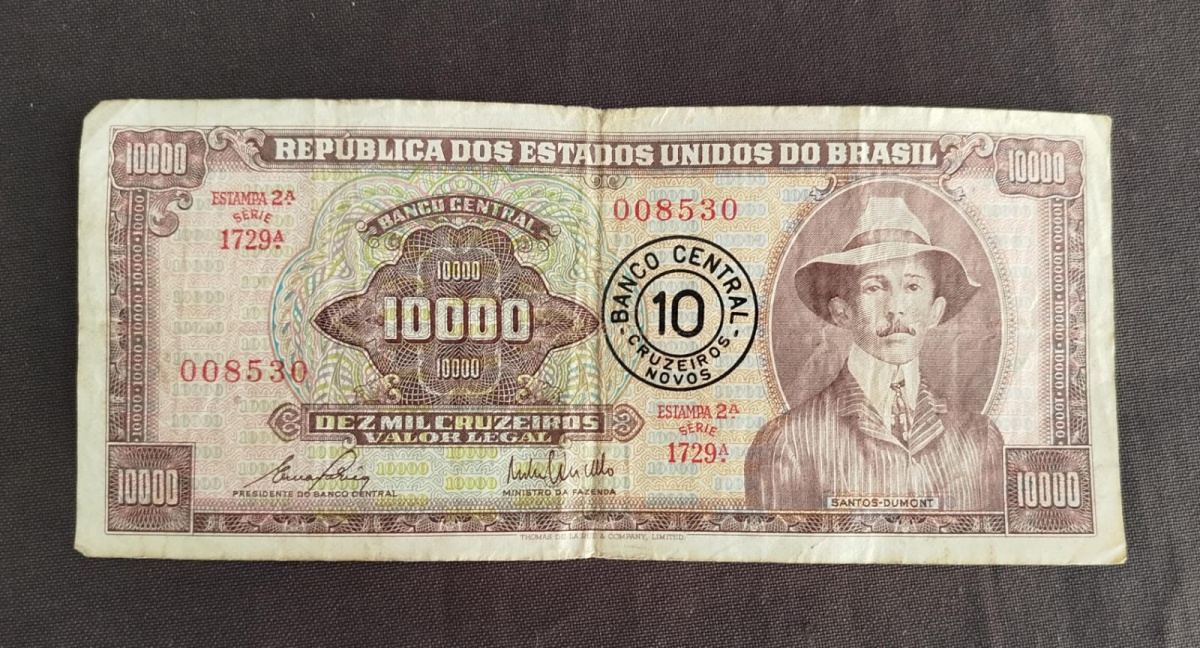 10000
REPÚBLICA DOS ESTADOS UNIDOS DO BRASIL
10000
ESTAMPA 2ª
SÉRIE
1729ª
008530
BANCO CENTRAL
10000
10000
10000
008530
BANCO CENTRAL
10
CRUZEIROS
NOVOS
DEZ MIL CRUZEIROS
VALOR LEGAL
ESTAMPA 2ª
SÉRIE
1729ª
PRESIDENTE DO BANCO CENTRAL
MINISTRO DA FAZENDA
10000
SANTOS-DUMONT
10000
THOMAS DE LA RUE & COMPANY, LIMITED.